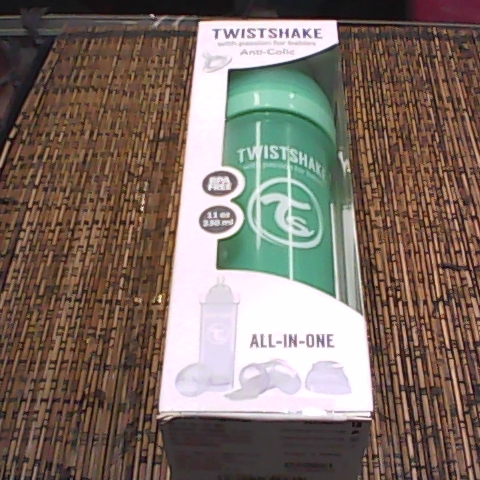 TWISTSHAKE
with passion for babies
Anti-Colic
TWISTSHAKE
with passion for
BPA
FREE
11 oz
330 ml
ALL-IN-ONE